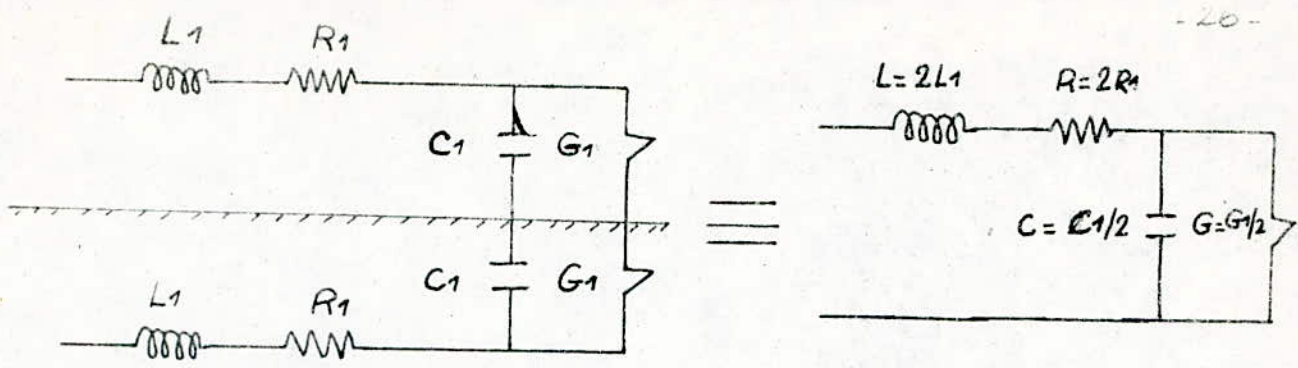 - 20 -
L1 R1
C1 G1
C1 G1
L1 R1
L = 2L1 R = 2R1
C = C1/2 G = G1/2